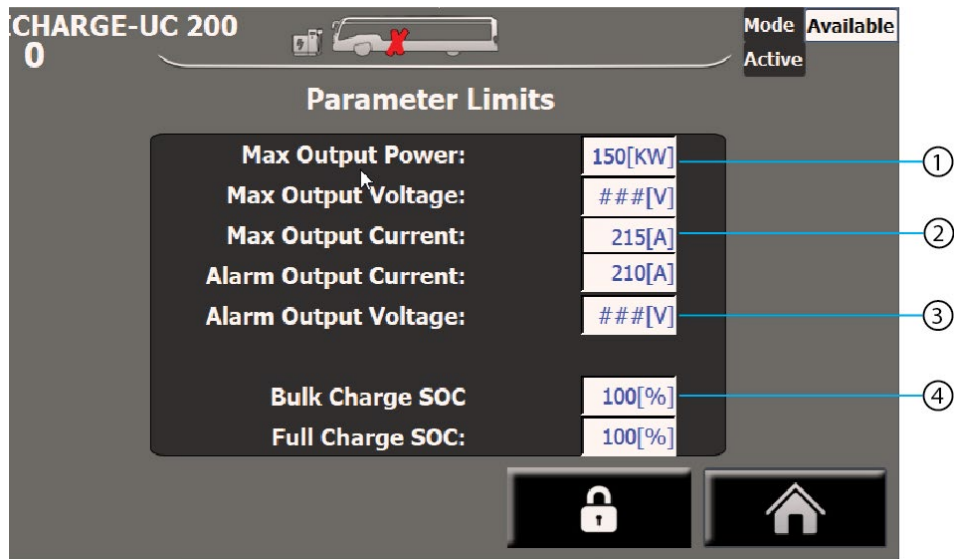 CHARGE-UC 200
0
Mode Available
Active
Parameter Limits
Max Output Power: 150[KW]
1
Max Output Voltage: ###[V]
Max Output Current: 215[A]
2
Alarm Output Current: 210[A]
Alarm Output Voltage: ###[V]
3
Bulk Charge SOC 100[%]
4
Full Charge SOC: 100[%]